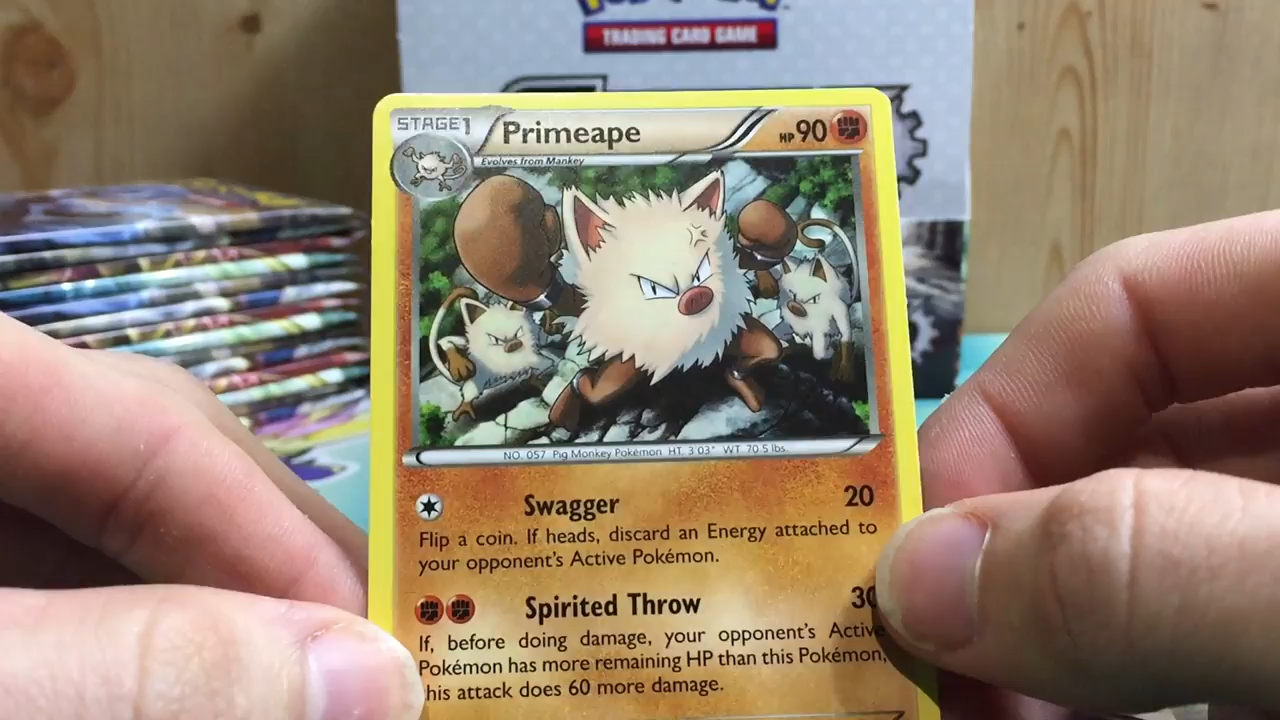 TRADING CARD GAME
STAGE1 Primeape HP 90
Evolves from Mankey
NO. 057 Pig Monkey Pokémon HT. 3'03" WT. 70.5 lbs.
Swagger 20
Flip a coin. If heads, discard an Energy attached to
your opponent's Active Pokémon.
Spirited Throw 30
If, before doing damage, your opponent's Active
Pokémon has more remaining HP than this Pokémon,
this attack does 60 more damage.